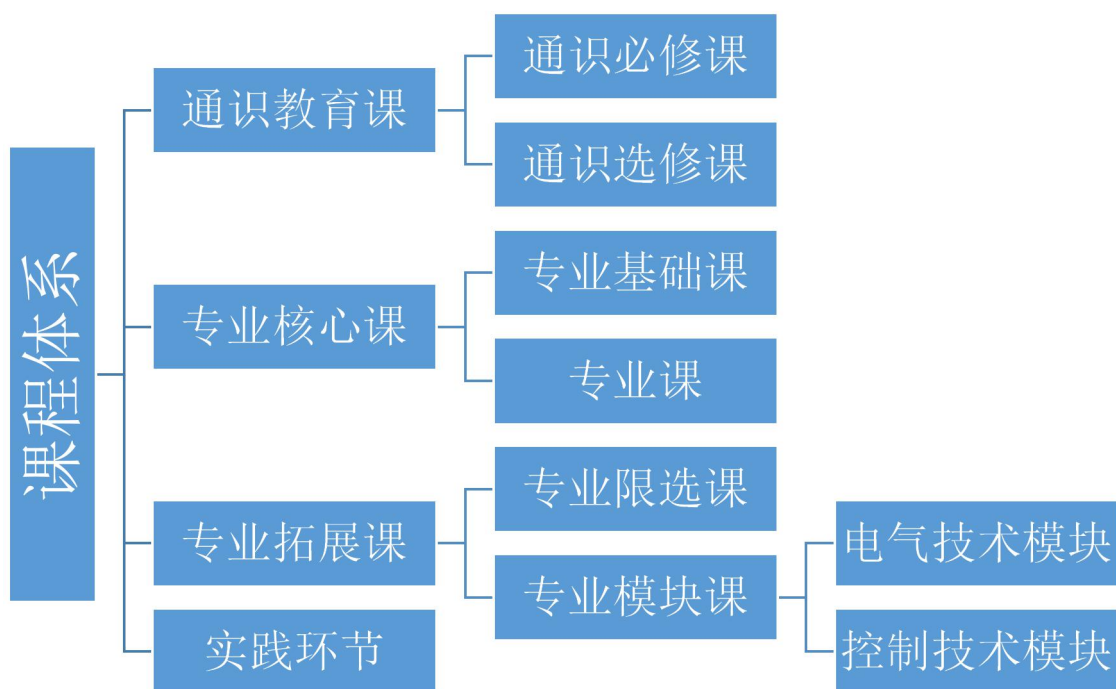 课程体系
通识教育课
通识必修课
通识选修课
专业核心课
专业基础课
专业课
专业拓展课
专业限选课
专业模块课
电气技术模块
控制技术模块
实践环节